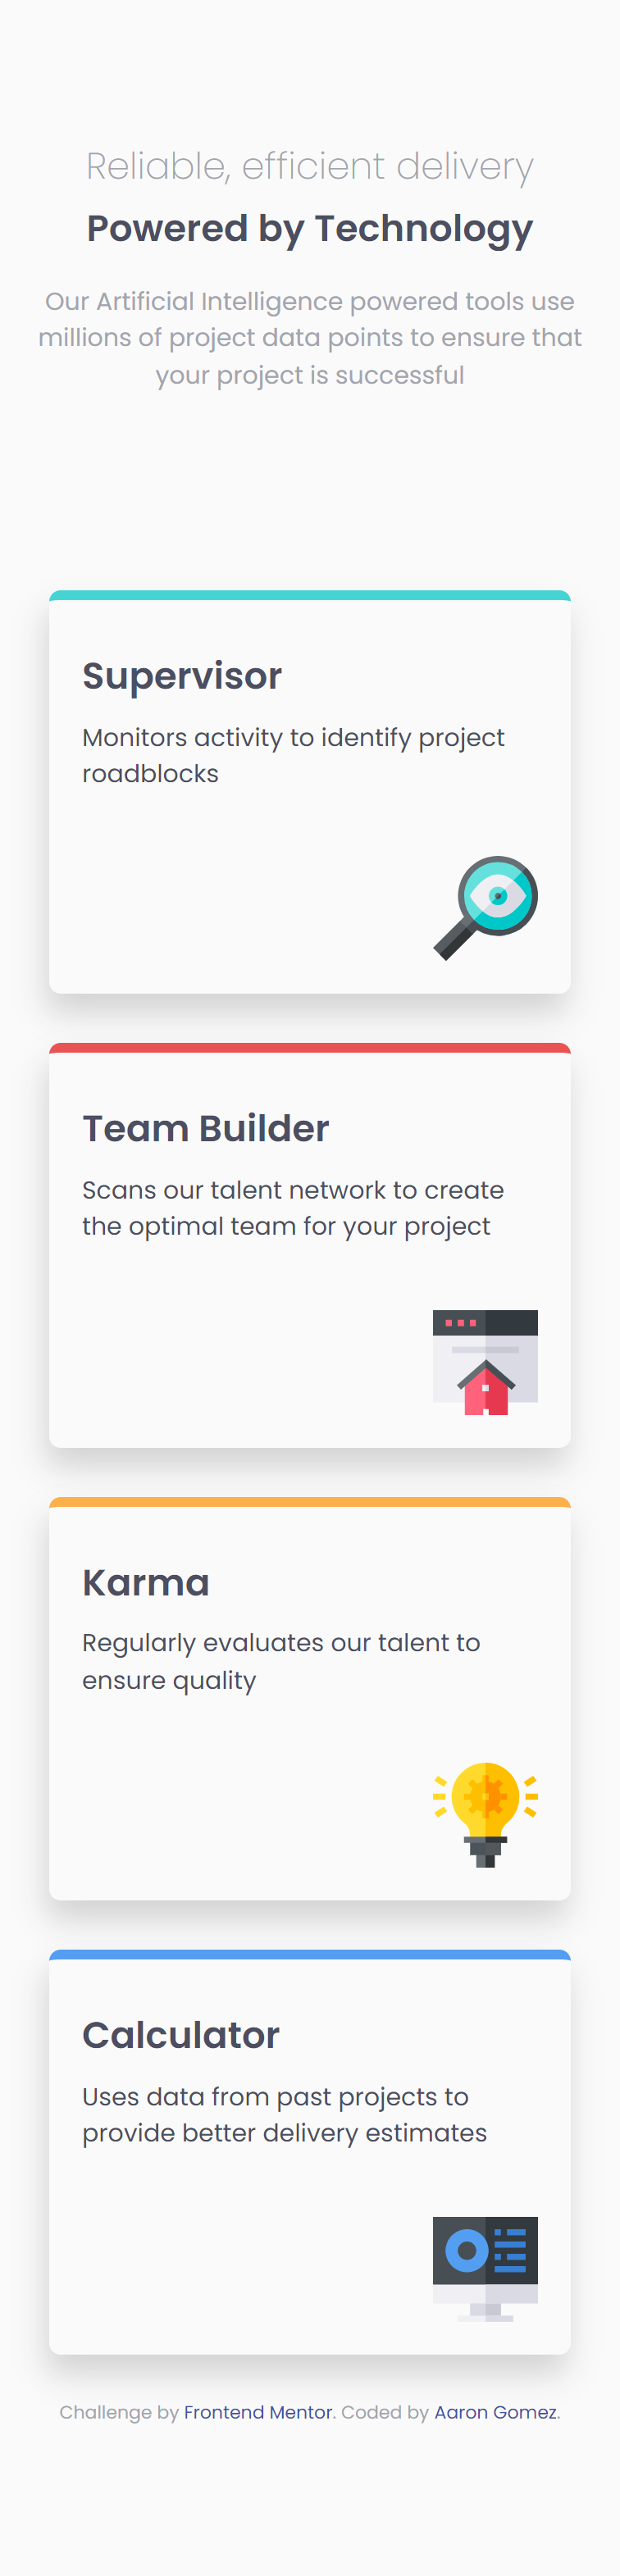 Reliable, efficient delivery
Powered by Technology
Our Artificial Intelligence powered tools use
millions of project data points to ensure that
your project is successful
Supervisor
Monitors activity to identify project
roadblocks
Team Builder
Scans our talent network to create
the optimal team for your project
Karma
Regularly evaluates our talent to
ensure quality
Calculator
Uses data from past projects to
provide better delivery estimates
Challenge by Frontend Mentor. Coded by Aaron Gomez.